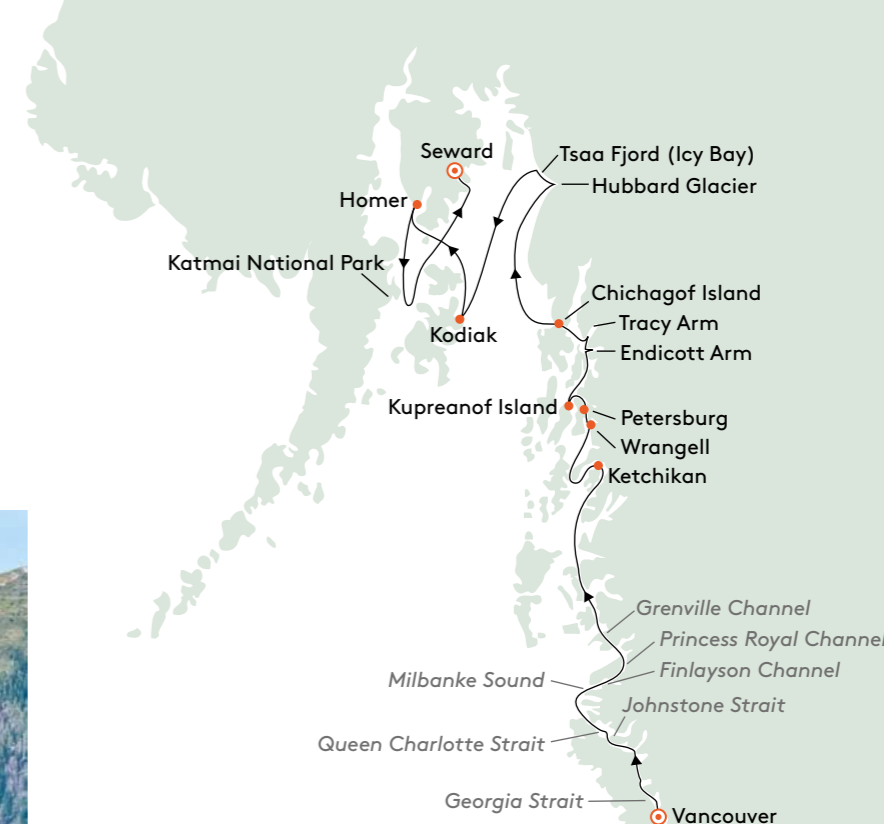 Seward
Tsaa Fjord (Icy Bay)
Hubbard Glacier
Homer
Katmai National Park
Chichagof Island
Tracy Arm
Kodiak
Endicott Arm
Kupreanof Island
Petersburg
Wrangell
Ketchikan
Grenville Channel
Princess Royal Channel
Finlayson Channel
Milbanke Sound
Johnstone Strait
Queen Charlotte Strait
Georgia Strait
Vancouver